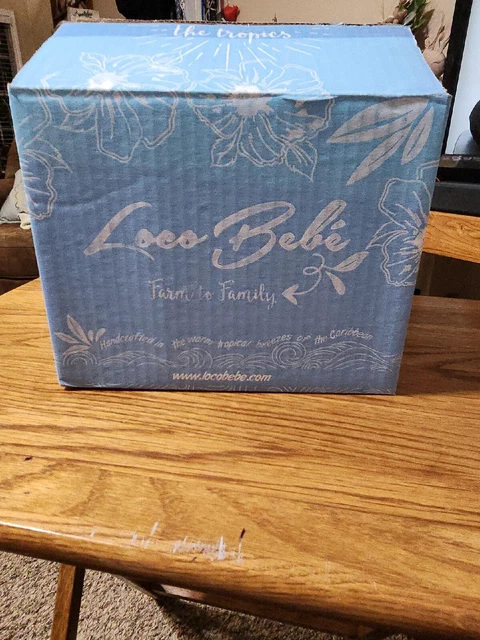 the tropics
Loco Bebé
Farm to Family
Handcrafted in the warm tropical breezes of the Caribbean
www.locobebe.com